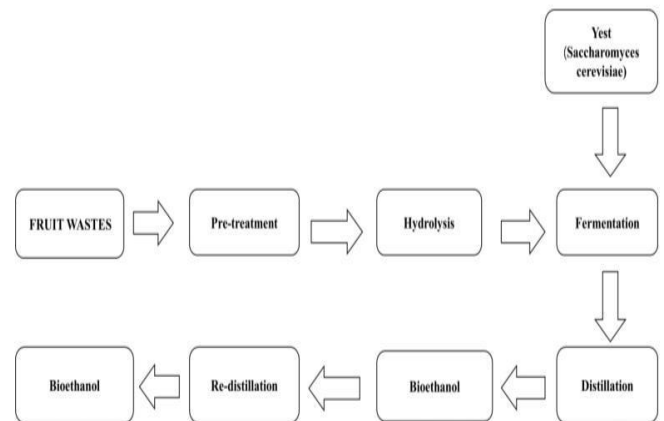 Yest
(Saccharomyces
cerevisiae)
FRUIT WASTES
Pre-treatment
Hydrolysis
Fermentation
Bioethanol
Re-distillation
Bioethanol
Distillation